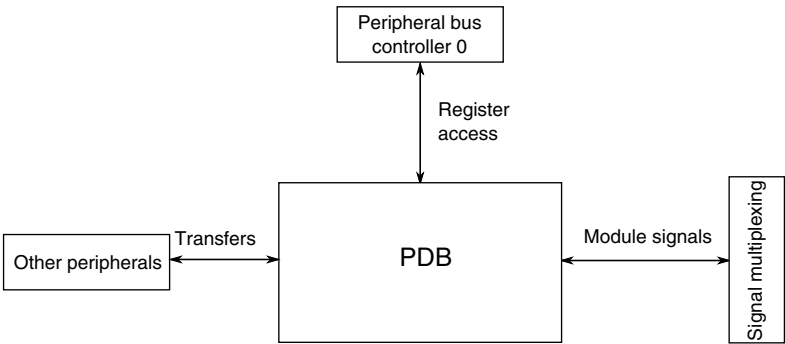 Peripheral bus
controller 0
Register
access
Transfers
Other peripherals
PDB
Module signals
Signal multiplexing